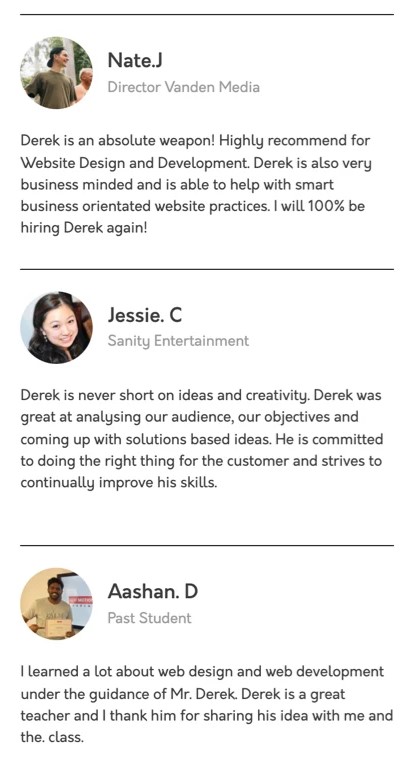 Nate.J
Director Vanden Media
Derek is an absolute weapon! Highly recommend for
Website Design and Development. Derek is also very
business minded and is able to help with smart
business orientated website practices. I will 100% be
hiring Derek again!
Jessie. C
Sanity Entertainment
Derek is never short on ideas and creativity. Derek was
great at analysing our audience, our objectives and
coming up with solutions based ideas. He is committed
to doing the right thing for the customer and strives to
continually improve his skills.
Aashan. D
Past Student
I learned a lot about web design and web development
under the guidance of Mr. Derek. Derek is a great
teacher and I thank him for sharing his idea with me and
the. class.